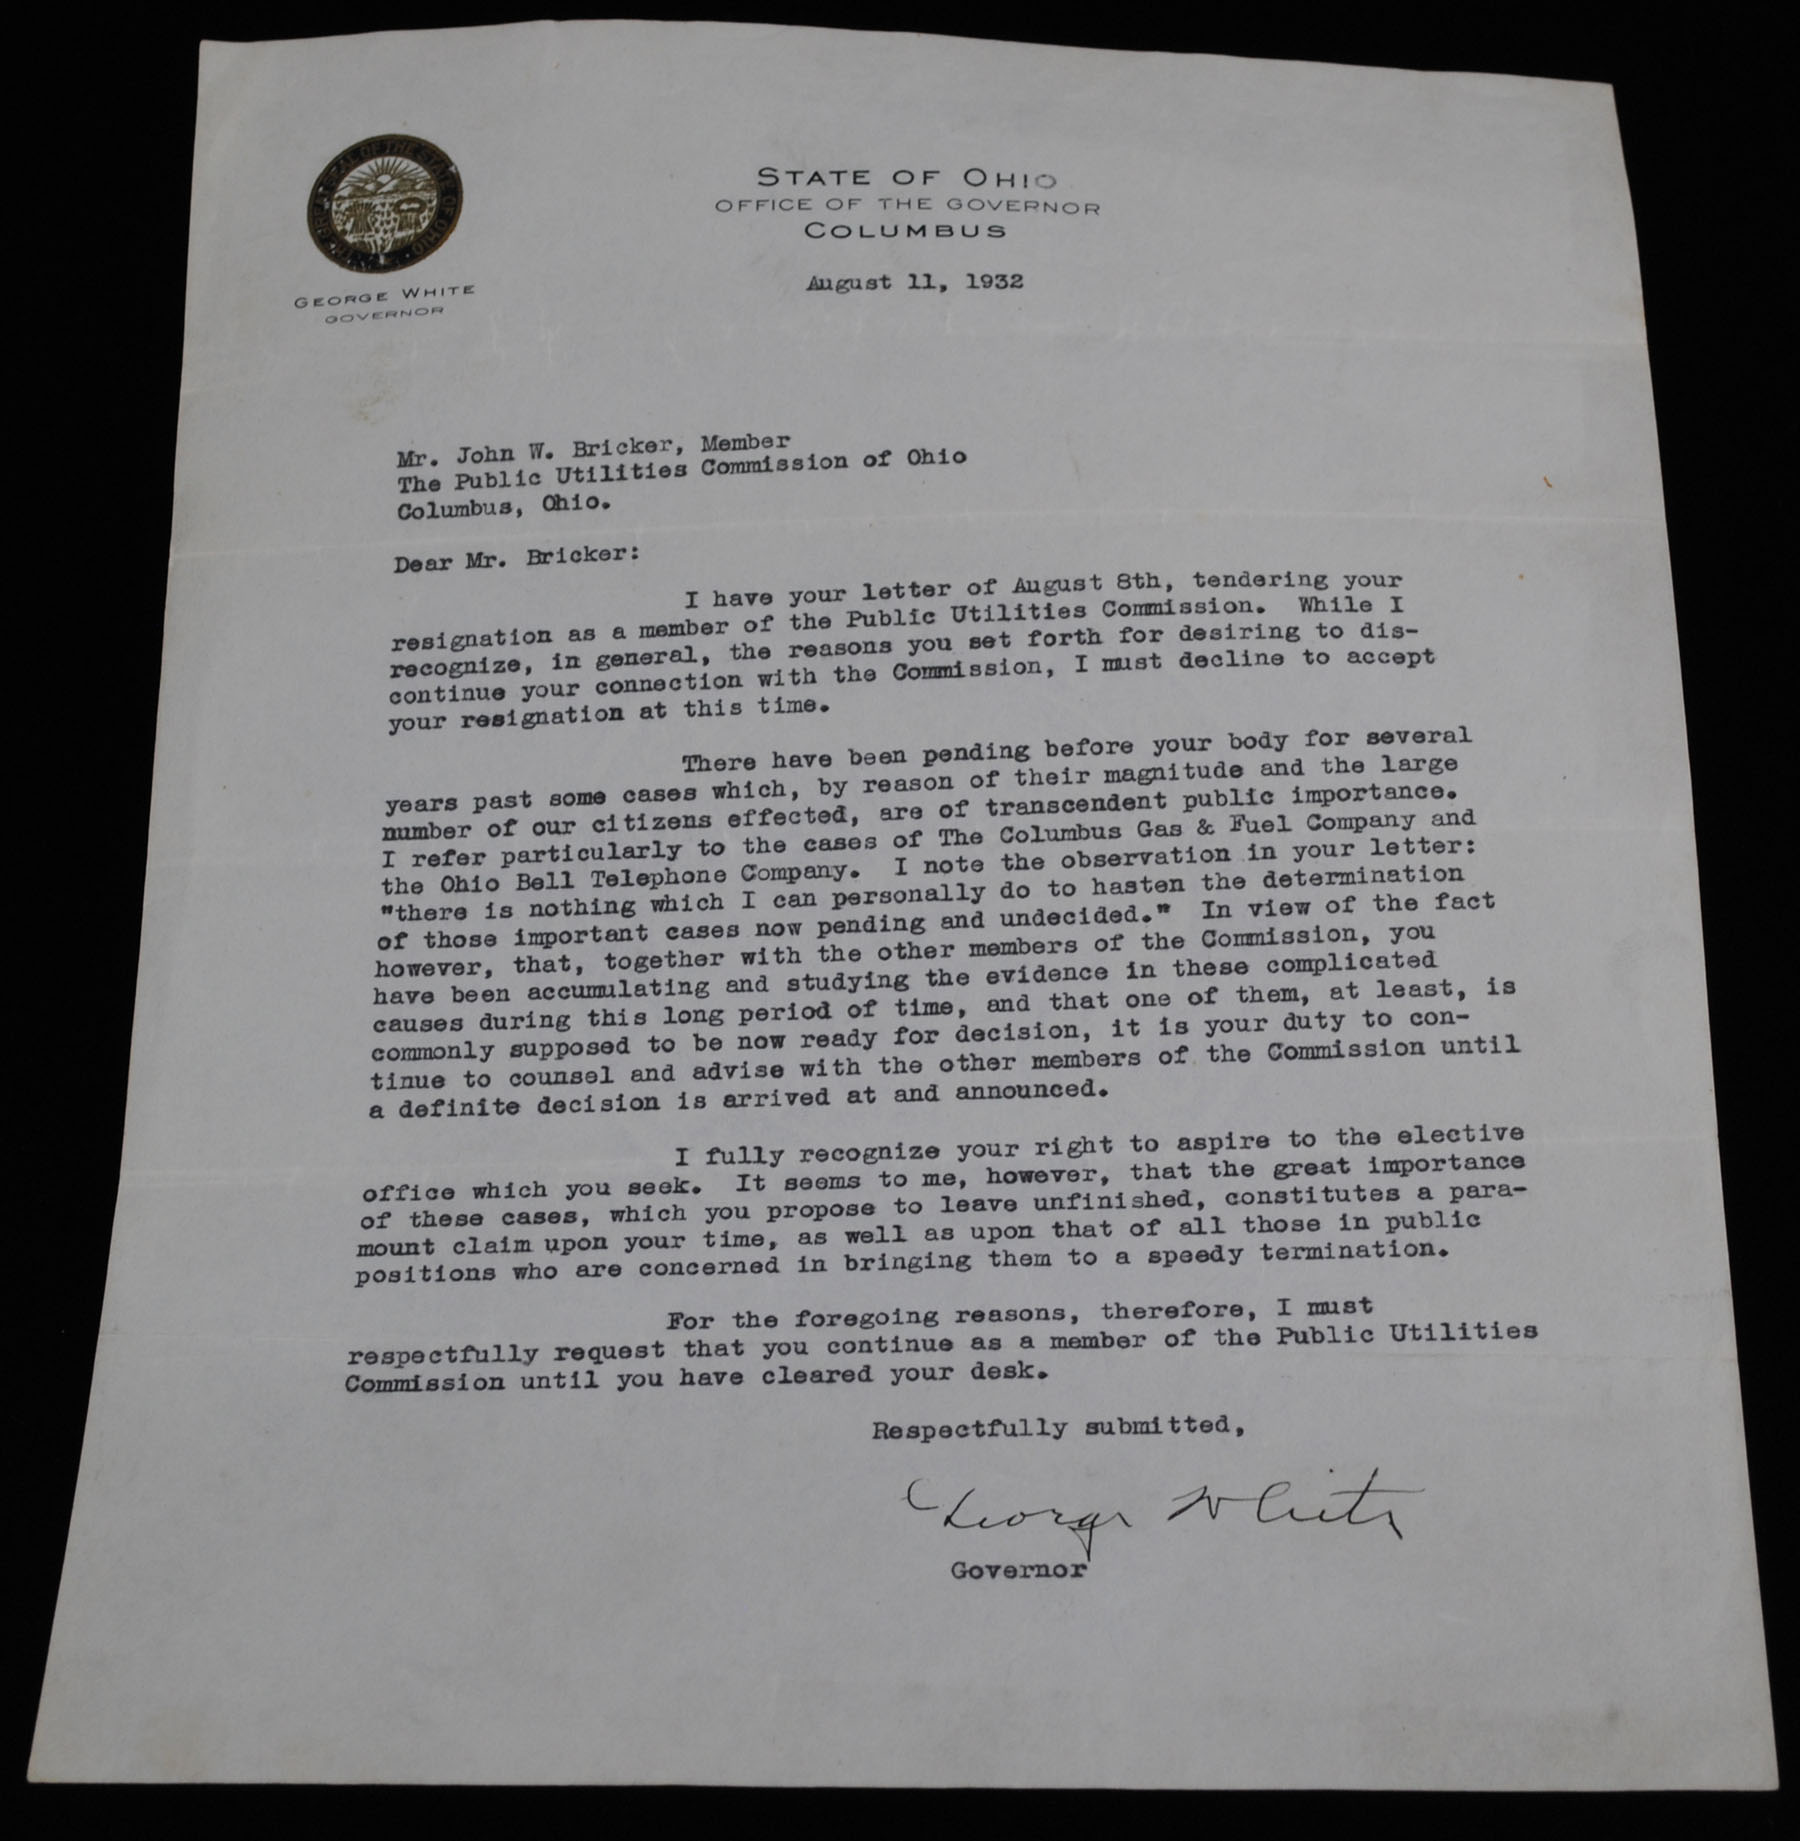 THE GREAT SEAL OF THE STATE OF OHIO
GEORGE WHITE
GOVERNOR
STATE OF OHIO
OFFICE OF THE GOVERNOR
COLUMBUS
August 11, 1932
Mr. John W. Bricker, Member
The Public Utilities Commission of Ohio
Columbus, Ohio.
Dear Mr. Bricker:
I have your letter of August 8th, tendering your
resignation as a member of the Public Utilities Commission. While I
recognize, in general, the reasons you set forth for desiring to dis-
continue your connection with the Commission, I must decline to accept
your resignation at this time.
There have been pending before your body for several
years past some cases which, by reason of their magnitude and the large
number of our citizens effected, are of transcendent public importance.
I refer particularly to the cases of The Columbus Gas & Fuel Company and
the Ohio Bell Telephone Company. I note the observation in your letter:
"there is nothing which I can personally do to hasten the determination
of those important cases now pending and undecided." In view of the fact
however, that, together with the other members of the Commission, you
have been accumulating and studying the evidence in these complicated
causes during this long period of time, and that one of them, at least, is
commonly supposed to be now ready for decision, it is your duty to con-
tinue to counsel and advise with the other members of the Commission until
a definite decision is arrived at and announced.
I fully recognize your right to aspire to the elective
office which you seek. It seems to me, however, that the great importance
of these cases, which you propose to leave unfinished, constitutes a para-
mount claim upon your time, as well as upon that of all those in public
positions who are concerned in bringing them to a speedy termination.
For the foregoing reasons, therefore, I must
respectfully request that you continue as a member of the Public Utilities
Commission until you have cleared your desk.
Respectfully submitted,
George White
Governor